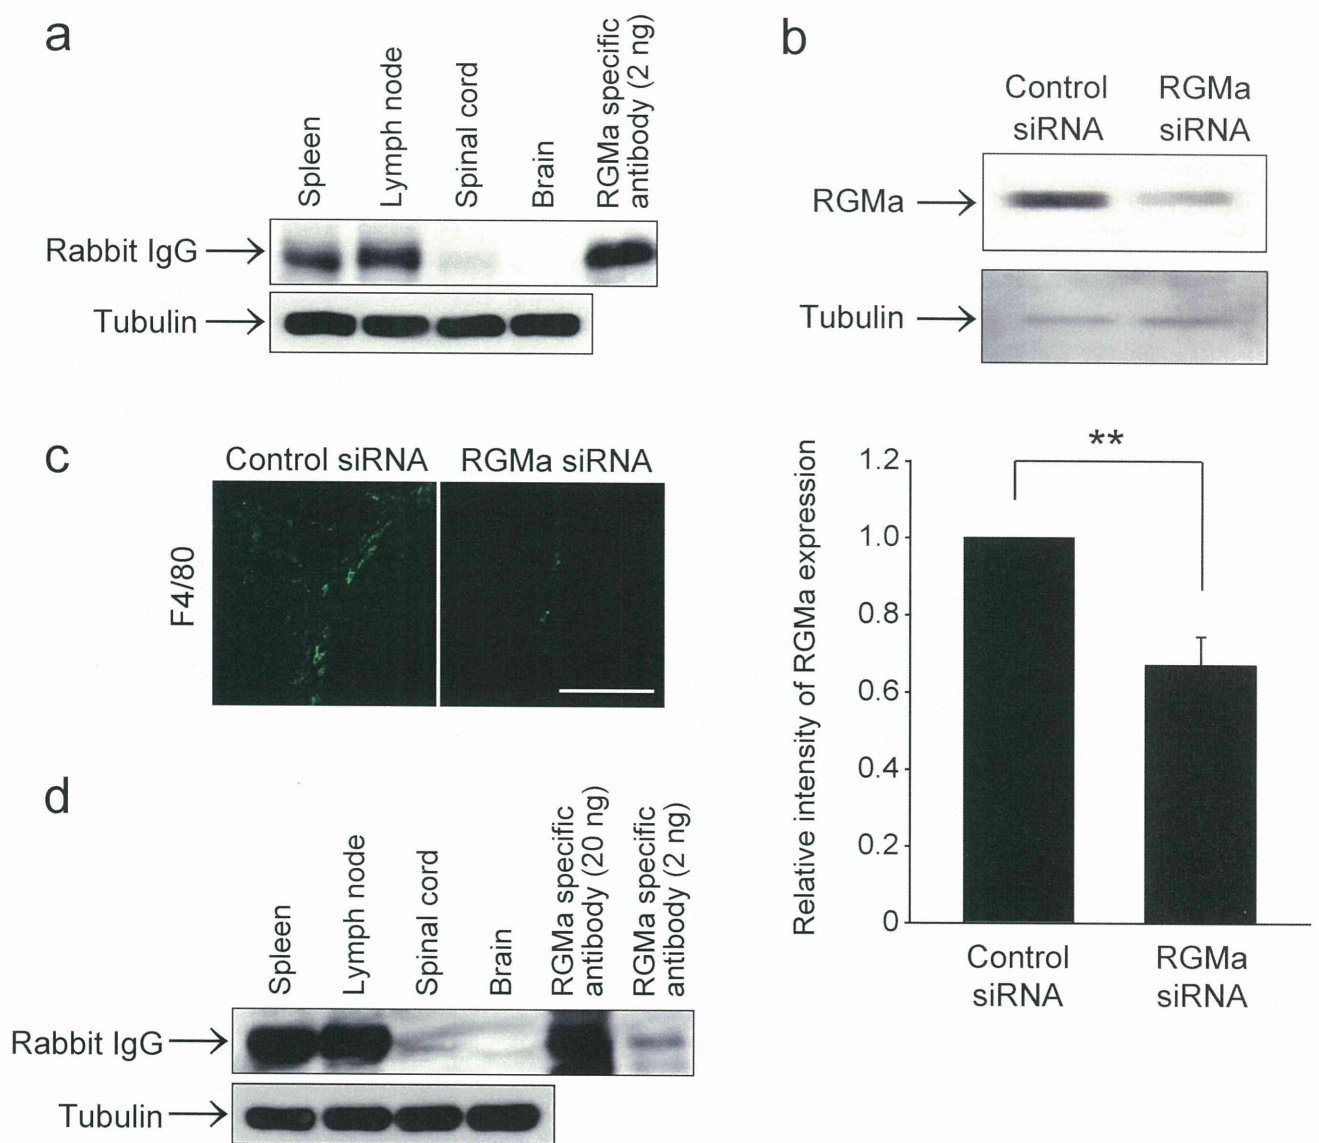 a
Spleen
Lymph node
Spinal cord
Brain
RGMa specific
antibody (2 ng)
Rabbit IgG
Tubulin
b
Control
siRNA
RGMa
siRNA
RGMa
Tubulin
**
Relative intensity of RGMa expression
1.2
1.0
0.8
0.6
0.4
0.2
0
Control
siRNA
RGMa
siRNA
c
Control siRNA
RGMa siRNA
F4/80
d
Spleen
Lymph node
Spinal cord
Brain
RGMa specific
antibody (20 ng)
RGMa specific
antibody (2 ng)
Rabbit IgG
Tubulin